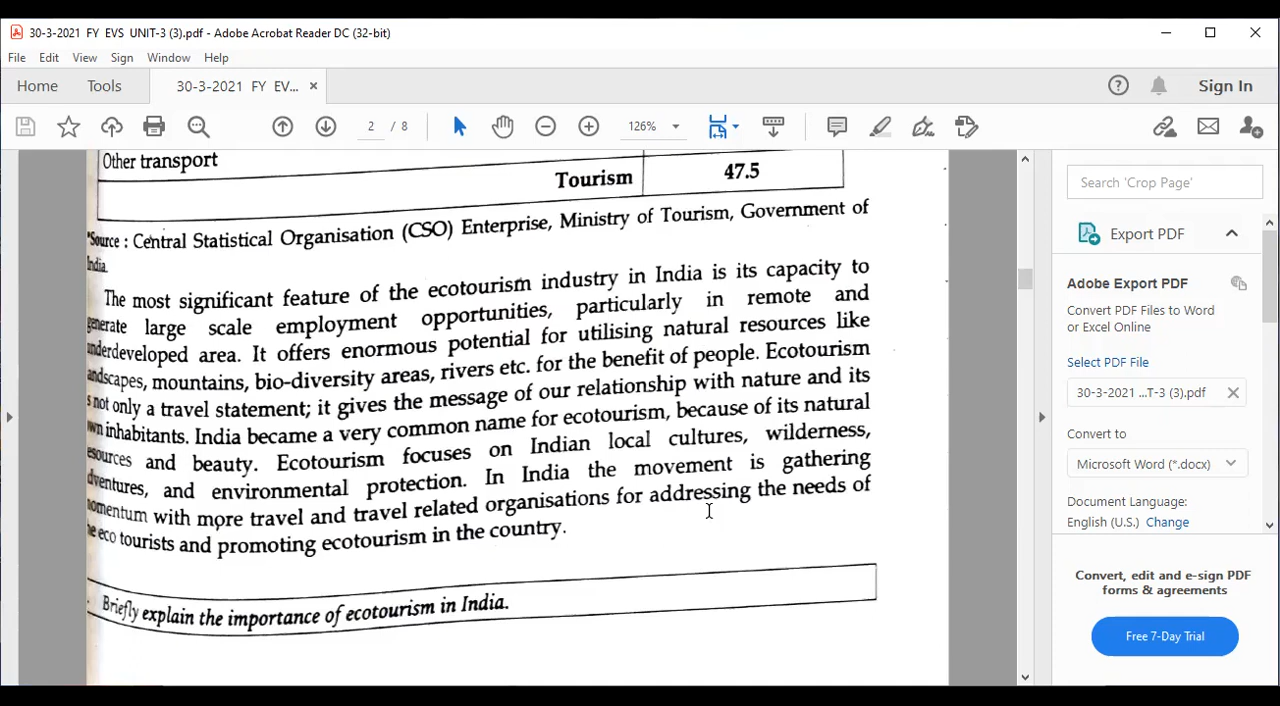 30-3-2021 FY EVS UNIT-3 (3).pdf - Adobe Acrobat Reader DC (32-bit)
File Edit View Sign Window Help
Home Tools 30-3-2021 FY EV... × Sign In
2 / 8 126%
Other transport
Tourism 47.5
*Source : Central Statistical Organisation (CSO) Enterprise, Ministry of Tourism, Government of
India.
The most significant feature of the ecotourism industry in India is its capacity to
generate large scale employment opportunities, particularly in remote and
underdeveloped area. It offers enormous potential for utilising natural resources like
andscapes, mountains, bio-diversity areas, rivers etc. for the benefit of people. Ecotourism
s not only a travel statement; it gives the message of our relationship with nature and its
own inhabitants. India became a very common name for ecotourism, because of its natural
esources and beauty. Ecotourism focuses on Indian local cultures, wilderness,
dventures, and environmental protection. In India the movement is gathering
momentum with more travel and travel related organisations for addressing the needs of
he eco tourists and promoting ecotourism in the country.
Briefly explain the importance of ecotourism in India.
Search 'Crop Page'
Export PDF
Adobe Export PDF
Convert PDF Files to Word
or Excel Online
Select PDF File
30-3-2021 ...T-3 (3).pdf ×
Convert to
Microsoft Word (*.docx)
Document Language:
English (U.S.) Change
Convert, edit and e-sign PDF
forms & agreements
Free 7-Day Trial